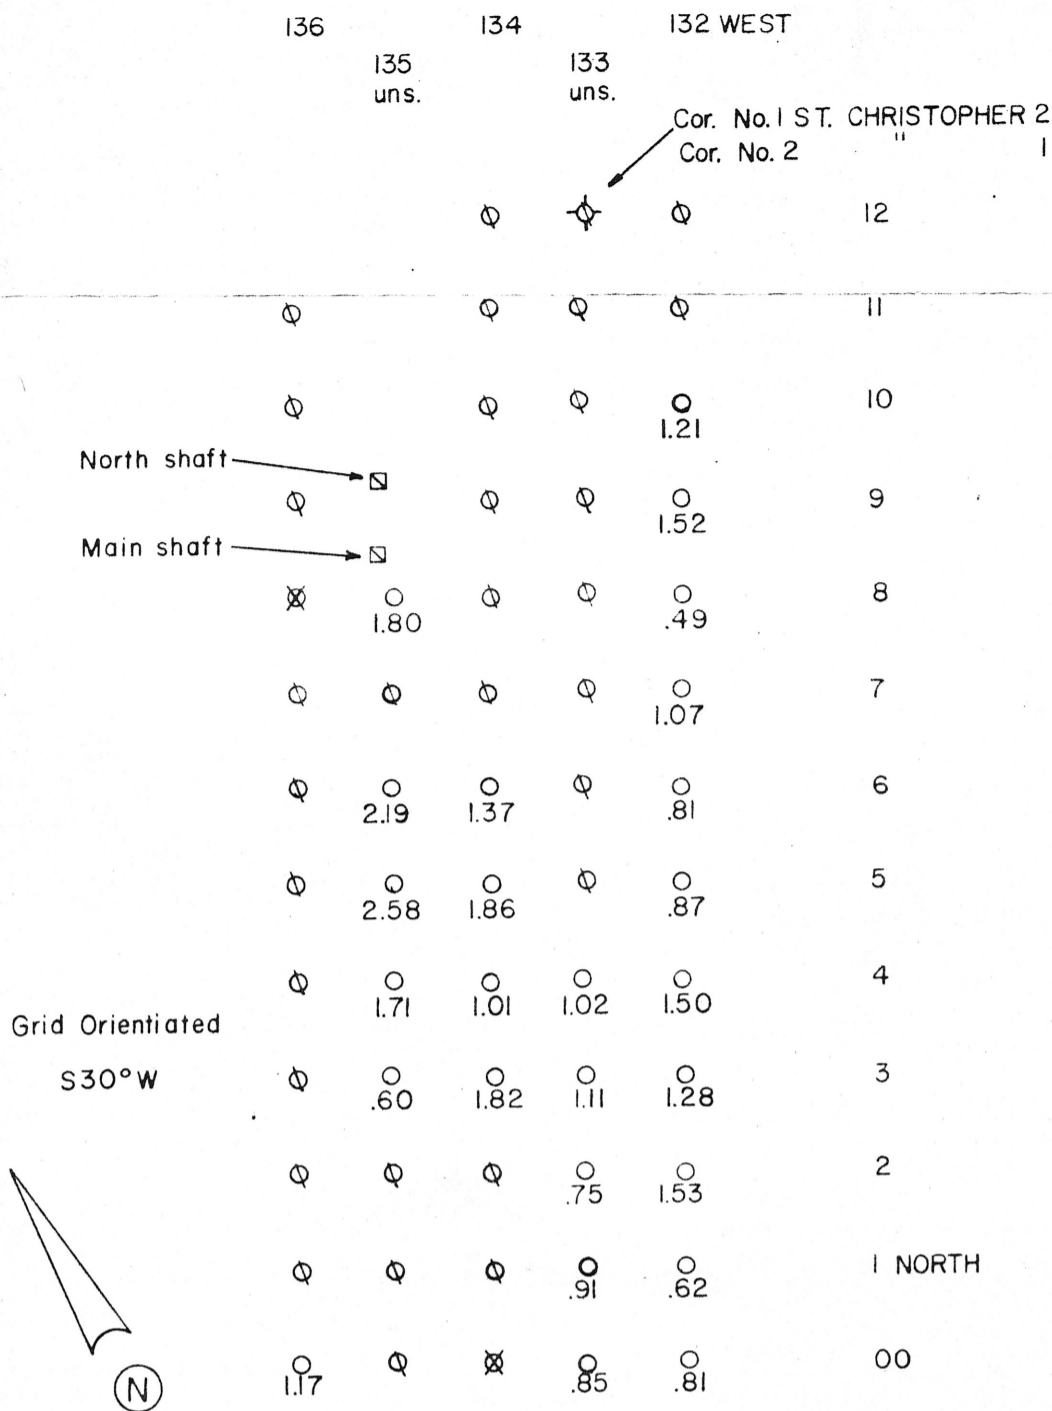 136 134 132 WEST
135 133
uns. uns.
Cor. No. 1 ST. CHRISTOPHER 2
Cor. No. 2 " 1
12
11
10
1.21
North shaft
9
1.52
Main shaft
8
1.80 .49
7
1.07
6
2.19 1.37 .81
5
2.58 1.86 .87
4
1.71 1.01 1.02 1.50
Grid Orientiated
S30°W
3
.60 1.82 1.11 1.28
2
.75 1.53
1 NORTH
.91 .62
00
1.17 .85 .81
N